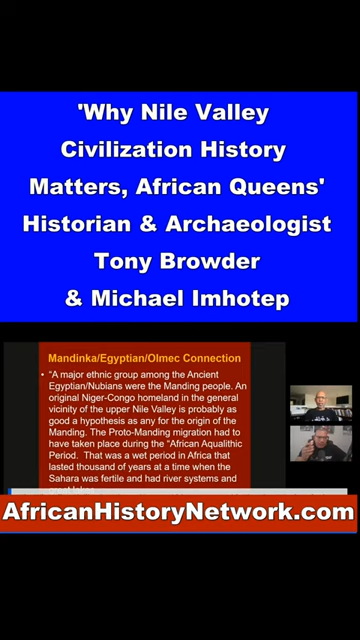 'Why Nile Valley
Civilization History
Matters, African Queens'
Historian & Archaeologist
Tony Browder
& Michael Imhotep
Mandinka/Egyptian/Olmec Connection
• "A major ethnic group among the Ancient
Egyptian/Nubians were the Manding people. An
original Niger-Congo homeland in the general
vicinity of the upper Nile Valley is probably as
good a hypothesis as any for the origin of the
Manding. The Proto-Manding migration had to
have taken place during the "African Aqualithic
Period. That was a wet period in Africa that
lasted thousand of years at a time when the
Sahara was fertile and had river systems and
AfricanHistoryNetwork.com